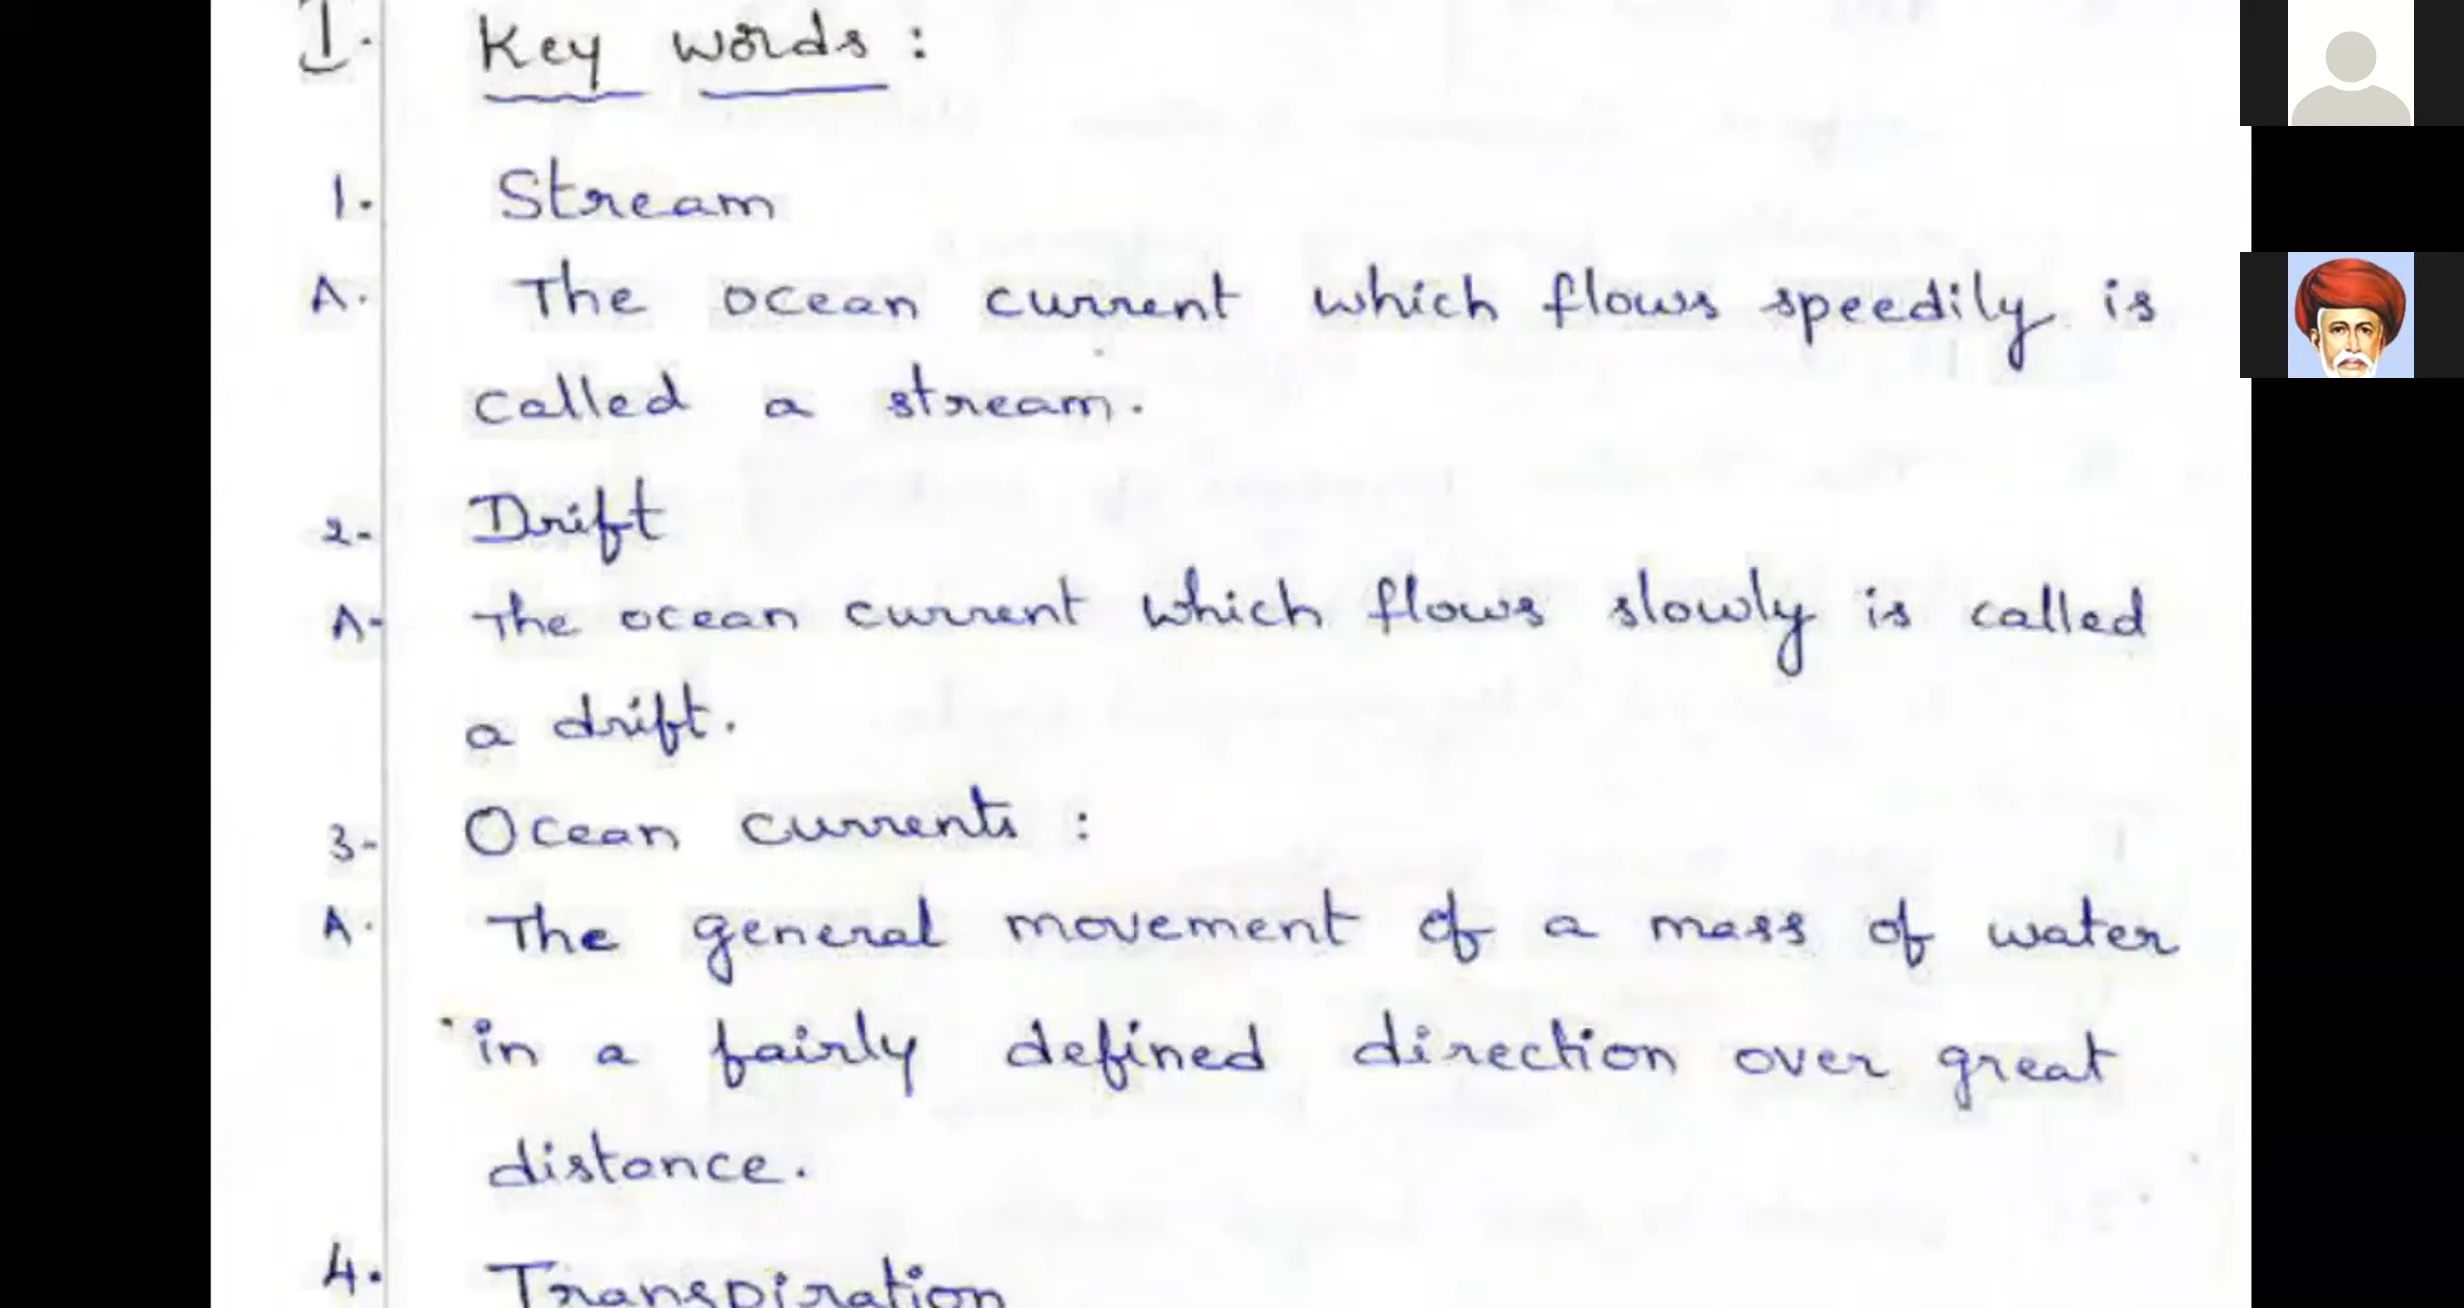 I. Key words :
1. Stream
A. The ocean current which flows speedily is
called a stream.
2- Drift
A- The ocean current which flows slowly is called
a drift.
3- Ocean currents :
A. The general movement of a mass of water
in a fairly defined direction over great
distance.
4. Transpiration